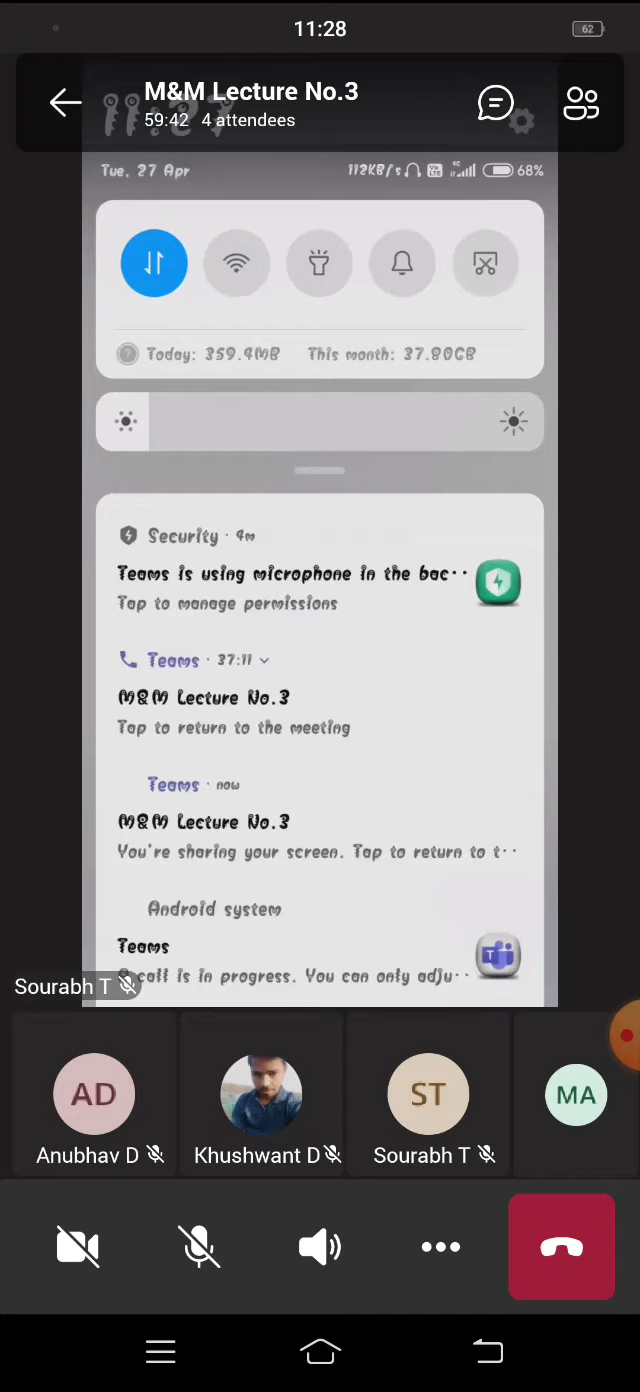 11:28
62
M&M Lecture No.3
59:42 4 attendees
11:27
Tue, 27 Apr
112KB/s
4G
68%
Today: 359.4MB This month: 37.80GB
Security · 4m
Teams is using microphone in the bac··
Tap to manage permissions
Teams · 37:11
M&M Lecture No.3
Tap to return to the meeting
Teams · now
M&M Lecture No.3
You're sharing your screen. Tap to return to t··
Android system
Teams
A call is in progress. You can only adju··
Sourabh T
AD
ST
MA
Anubhav D
Khushwant D
Sourabh T